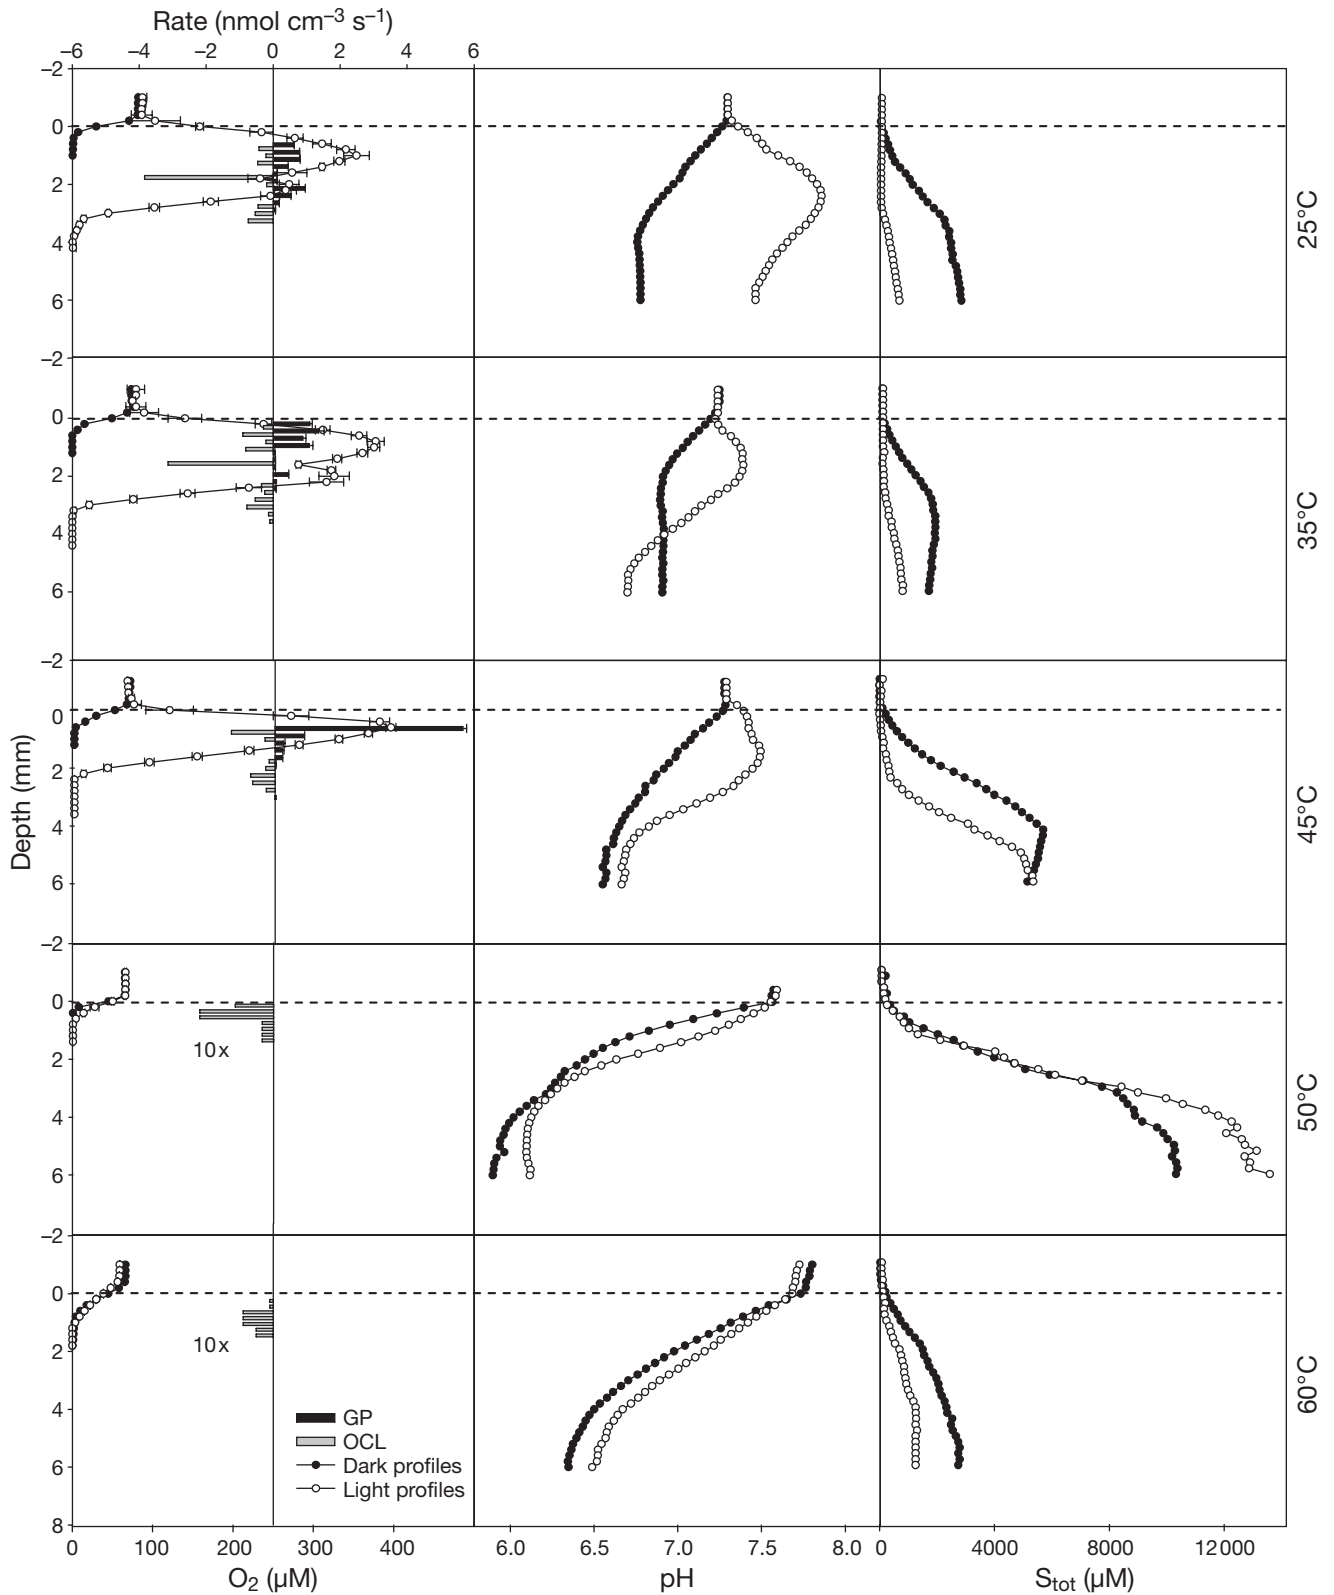 Rate (nmol cm⁻³ s⁻¹)
–6 –4 –2 0 2 4 6
–2
0
2
4
6
25°C
–2
0
2
4
6
35°C
–2
0
2
4
6
45°C
Depth (mm)
–2
0
2
4
6
10x
50°C
–2
0
2
4
6
8
10x
60°C
GP
OCL
Dark profiles
Light profiles
0 100 200 300 400
6.0 6.5 7.0 7.5 8.0
0 4000 8000 12000
O₂ (µM)
pH
Sₜₒₜ (µM)